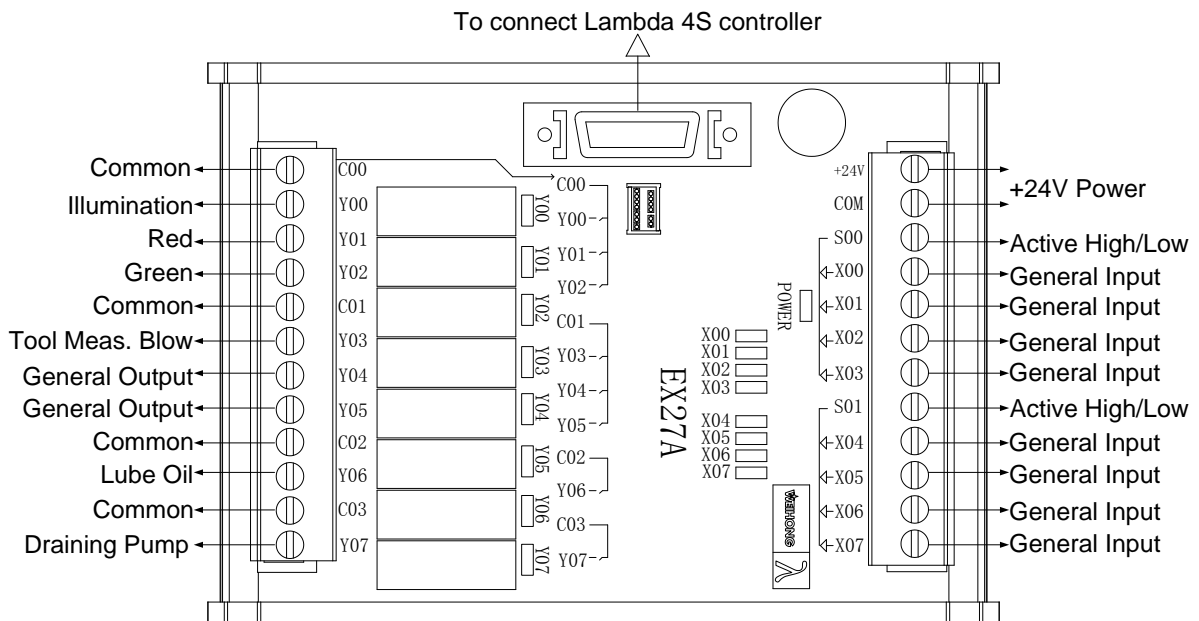 To connect Lambda 4S controller
Common
Illumination
Red
Green
Common
Tool Meas. Blow
General Output
General Output
Common
Lube Oil
Common
Draining Pump
C00
Y00
Y01
Y02
C01
Y03
Y04
Y05
C02
Y06
C03
Y07
Y00
Y01
Y02
Y03
Y04
Y05
Y06
Y07
C00
Y00
Y01
Y02
C01
Y03
Y04
Y05
C02
Y06
C03
Y07
EX27A
X00
X01
X02
X03
X04
X05
X06
X07
POWER
WEIHONG
λ
+24V
COM
S00
X00
X01
X02
X03
S01
X04
X05
X06
X07
+24V Power
Active High/Low
General Input
General Input
General Input
General Input
Active High/Low
General Input
General Input
General Input
General Input